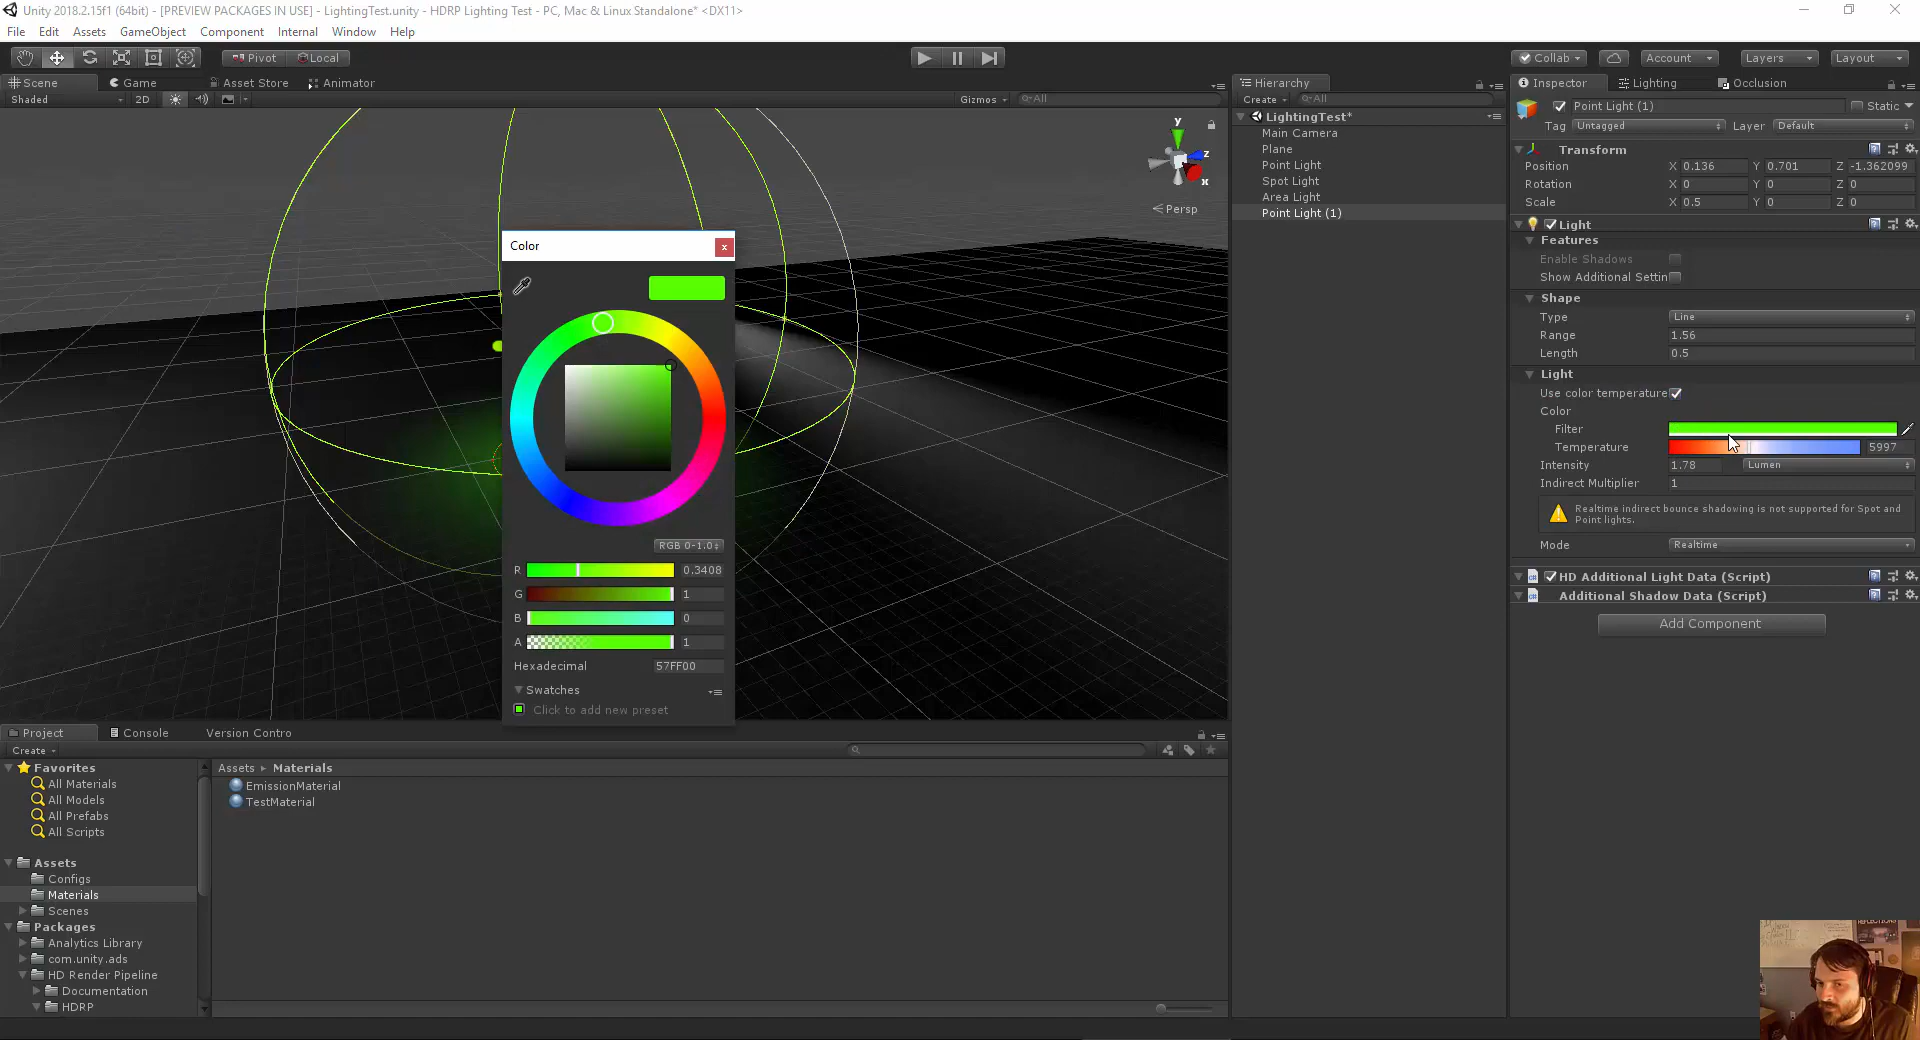 Unity 2018.2.15f1 (64bit) - [PREVIEW PACKAGES IN USE] - LightingTest.unity - HDRP Lighting Test - PC, Mac & Linux Standalone* <DX11>
File Edit Assets GameObject Component Internal Window Help
Pivot Local Collab Account Layers Layout
Scene Game Asset Store Animator
Shaded 2D Gizmos All
y
z
x
Persp
Color
RGB 0-1.0
R 0.3408
G 1
B 0
A 1
Hexadecimal 57FF00
Swatches
Click to add new preset
Hierarchy
Create All
LightingTest*
Main Camera
Plane
Point Light
Spot Light
Area Light
Point Light (1)
Inspector Lighting Occlusion
Point Light (1) Static
Tag Untagged Layer Default
Transform
Position X 0.136 Y 0.701 Z -1.362099
Rotation X 0 Y 0 Z 0
Scale X 0.5 Y 0 Z 0
Light
Features
Enable Shadows
Show Additional Settin
Shape
Type Line
Range 1.56
Length 0.5
Light
Use color temperature
Color
Filter
Temperature 5997
Intensity 1.78 Lumen
Indirect Multiplier 1
Realtime indirect bounce shadowing is not supported for Spot and
Point lights.
Mode Realtime
HD Additional Light Data (Script)
Additional Shadow Data (Script)
Add Component
Project Console Version Contro
Create
Favorites
All Materials
All Models
All Prefabs
All Scripts
Assets
Configs
Materials
Scenes
Packages
Analytics Library
com.unity.ads
HD Render Pipeline
Documentation
HDRP
Assets Materials
EmissionMaterial
TestMaterial